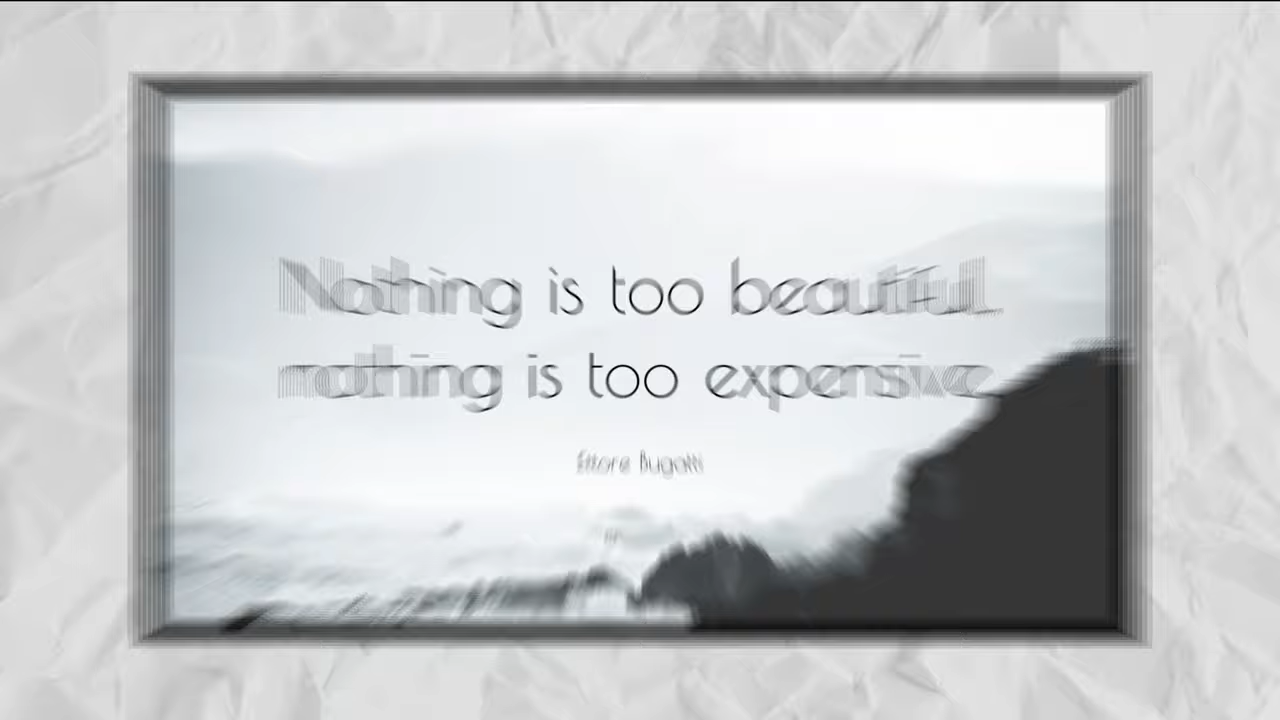 Nothing is too beautiful,
nothing is too expensive.
Ettore Bugatti